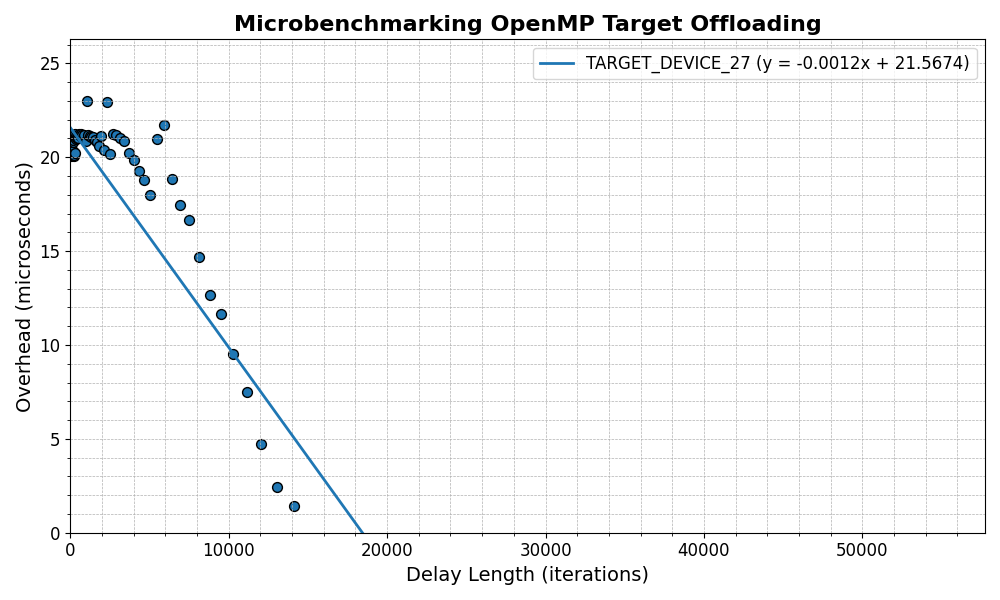 Microbenchmarking OpenMP Target Offloading
TARGET_DEVICE_27 (y = -0.0012x + 21.5674)
Overhead (microseconds)
25
20
15
10
5
0
0 10000 20000 30000 40000 50000
Delay Length (iterations)